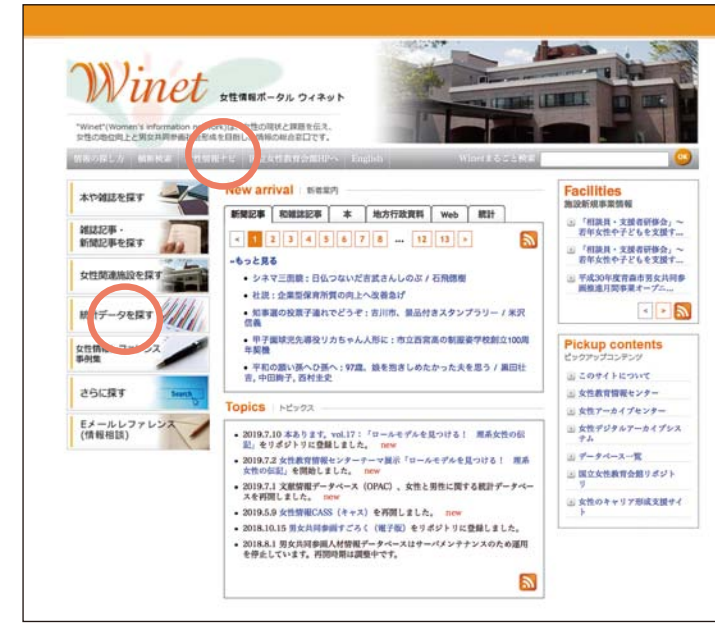 Winet
女性情報ポータル ウィネット
"Winet"(Women's information network)は、女性の現状と課題を伝え、
女性の地位向上と男女共同参画社会形成を目指した情報の総合窓口です。
情報の探し方 横断検索 女性情報ナビ 国立女性教育会館HPへ English Winetまるごと検索 GO
本や雑誌を探す
雑誌記事・
新聞記事を探す
女性関連施設を探す
統計データを探す
女性情報レファレンス
事例集
さらに探す Search
Eメールレファレンス
(情報相談)
New arrival 新着案内
新聞記事 和雑誌記事 本 地方行政資料 Web 統計
< 1 2 3 4 5 6 7 8 ... 12 13 >
もっと見る
• シネマ三面鏡：日仏つないだ吉武さんしのぶ / 石飛徳樹
• 社説：企業型保育所質の向上へ改善急げ
• 知事選の投票子連れでどうぞ：吉川市、景品付きスタンプラリー / 米沢
信義
• 甲子園球児先導役リカちゃん人形に：市立西宮高の制服姿学校創立100周
年契機
• 平和の願い孫へひ孫へ：97歳、娘を抱きしめたかった夫を思う / 黒田壮
吉, 中田絢子, 西村圭史
Topics トピックス
• 2019.7.10 本あります。vol.17：「ロールモデルを見つける！ 理系女性の伝
記」をリポジトリに登録しました。 new
• 2019.7.2 女性教育情報センターテーマ展示「ロールモデルを見つける！ 理系
女性の伝記」を開始しました。 new
• 2019.7.1 文献情報データベース（OPAC）、女性と男性に関する統計データベー
スを再開しました。 new
• 2019.5.9 女性情報CASS（キャス）を再開しました。 new
• 2018.10.15 男女共同参画すごろく（電子版）をリポジトリに登録しました。
• 2018.8.1 男女共同参画人材情報データベースはサーバメンテナンスのため運用
を停止しています。再開時期は調整中です。
Facilities
施設新規事業情報
「相談員・支援者研修会」～
若年女性や子どもを支援す...
「相談員・支援者研修会」～
若年女性や子どもを支援す...
平成30年度青森市男女共同参
画推進月間事業オープニ...
< >
Pickup contents
ピックアップコンテンツ
このサイトについて
女性教育情報センター
女性アーカイブセンター
女性デジタルアーカイブシス
テム
データベース一覧
国立女性教育会館リポジト
リ
女性のキャリア形成支援サイ
ト